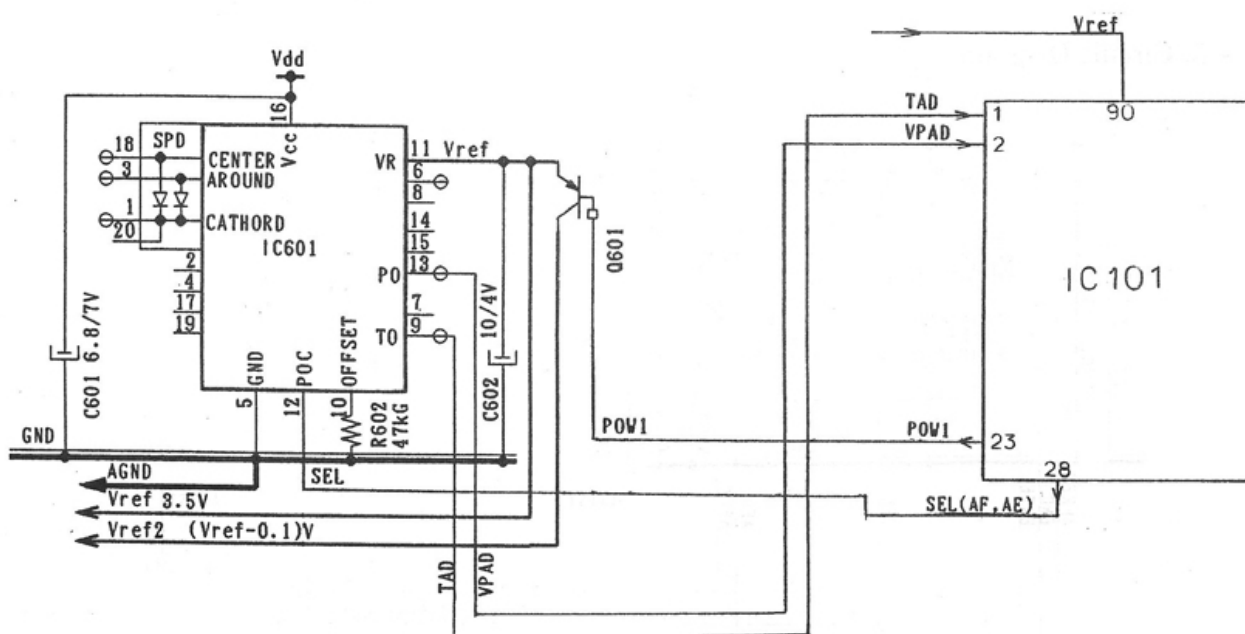 Vref
Vdd
16
TAD
1
90
VPAD
2
18
SPD
CENTER
Vcc
VR
11
Vref
3
AROUND
6
8
1
CATHORD
20
IC601
14
15
2
PO
13
Q601
IC101
4
17
7
19
TO
9
10/4V
C601 6.8/7V
GND
POC
OFFSET
C602
5
12
10
R602
47kG
GND
POW1
POW1
23
AGND
SEL
28
Vref 3.5V
SEL(AF,AE)
Vref2 (Vref-0.1)V
TAD
VPAD